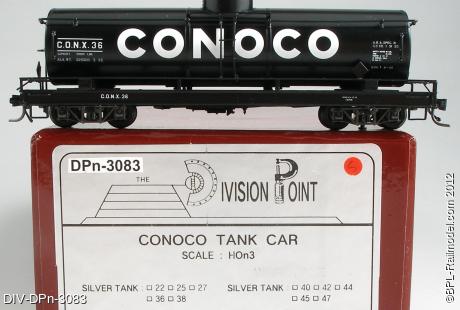 C.O.N.X. 36
CONOCO
C.O.N.X. 36
DPn-3083
THE
DIVISION POINT
CONOCO TANK CAR
SCALE : HOn3
SILVER TANK : □ 22 □ 25 □ 27
□ 36 □ 38
SILVER TANK : □ 40 □ 42 □ 44
□ 45 □ 47
DIV-DPn-3083
©BPL-Railmodel.com 2012